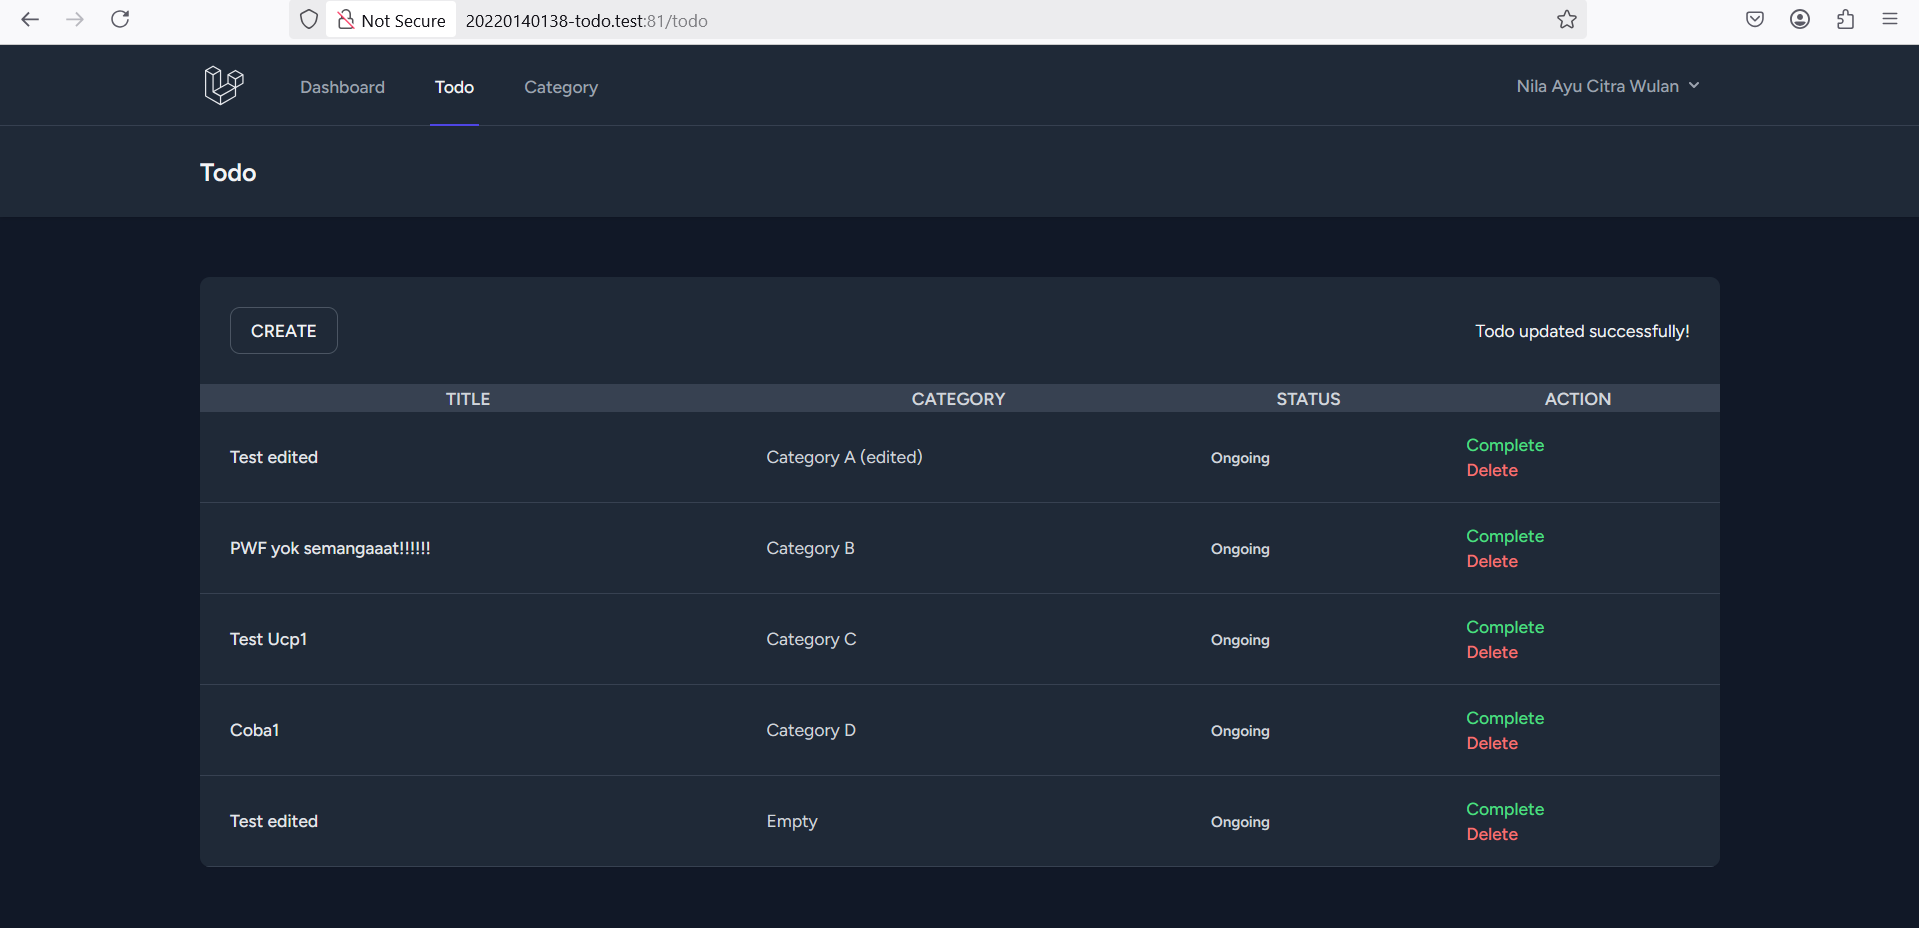 Not Secure 20220140138-todo.test:81/todo
Dashboard Todo Category Nila Ayu Citra Wulan
Todo
CREATE Todo updated successfully!
TITLE CATEGORY STATUS ACTION
Test edited Category A (edited) Ongoing Complete
Delete
PWF yok semangaaat!!!!!! Category B Ongoing Complete
Delete
Test Ucp1 Category C Ongoing Complete
Delete
Coba1 Category D Ongoing Complete
Delete
Test edited Empty Ongoing Complete
Delete